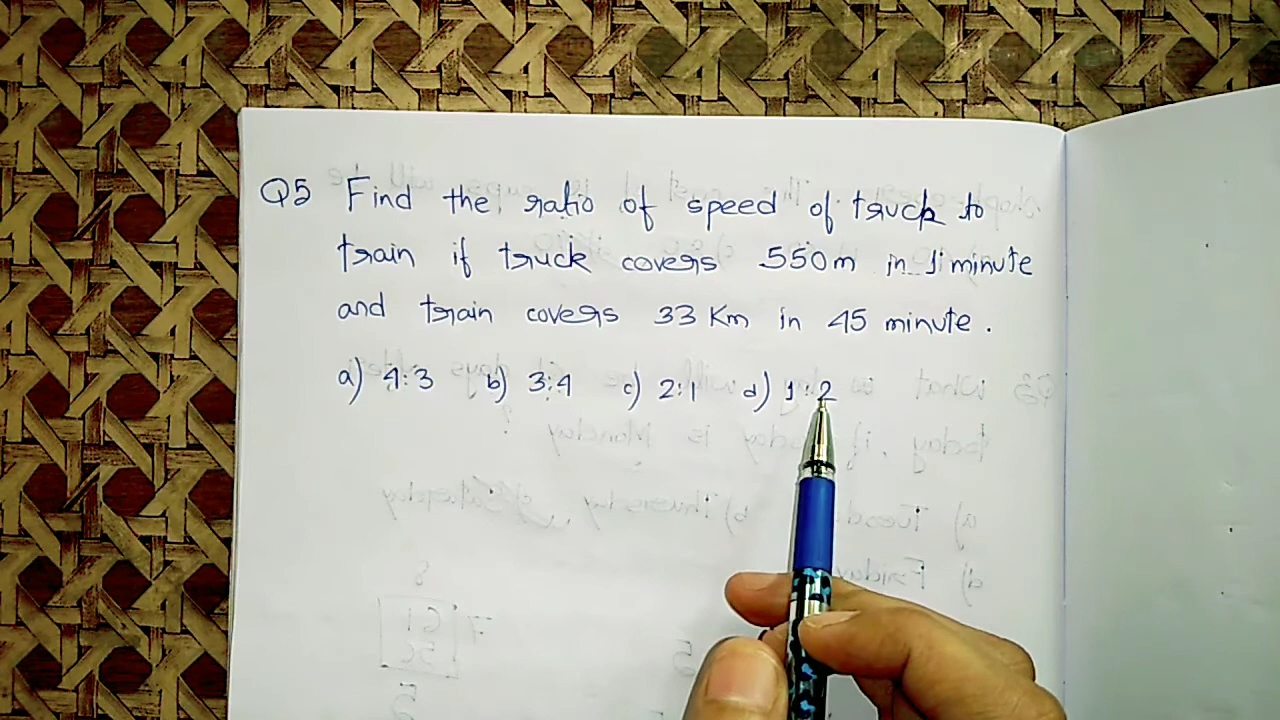 Q5 Find the ratio of speed of truck to
train if truck covers 550m in 1 minute
and train covers 33 Km in 45 minute.
a) 4:3 b) 3:4 c) 2:1 d) 1:2